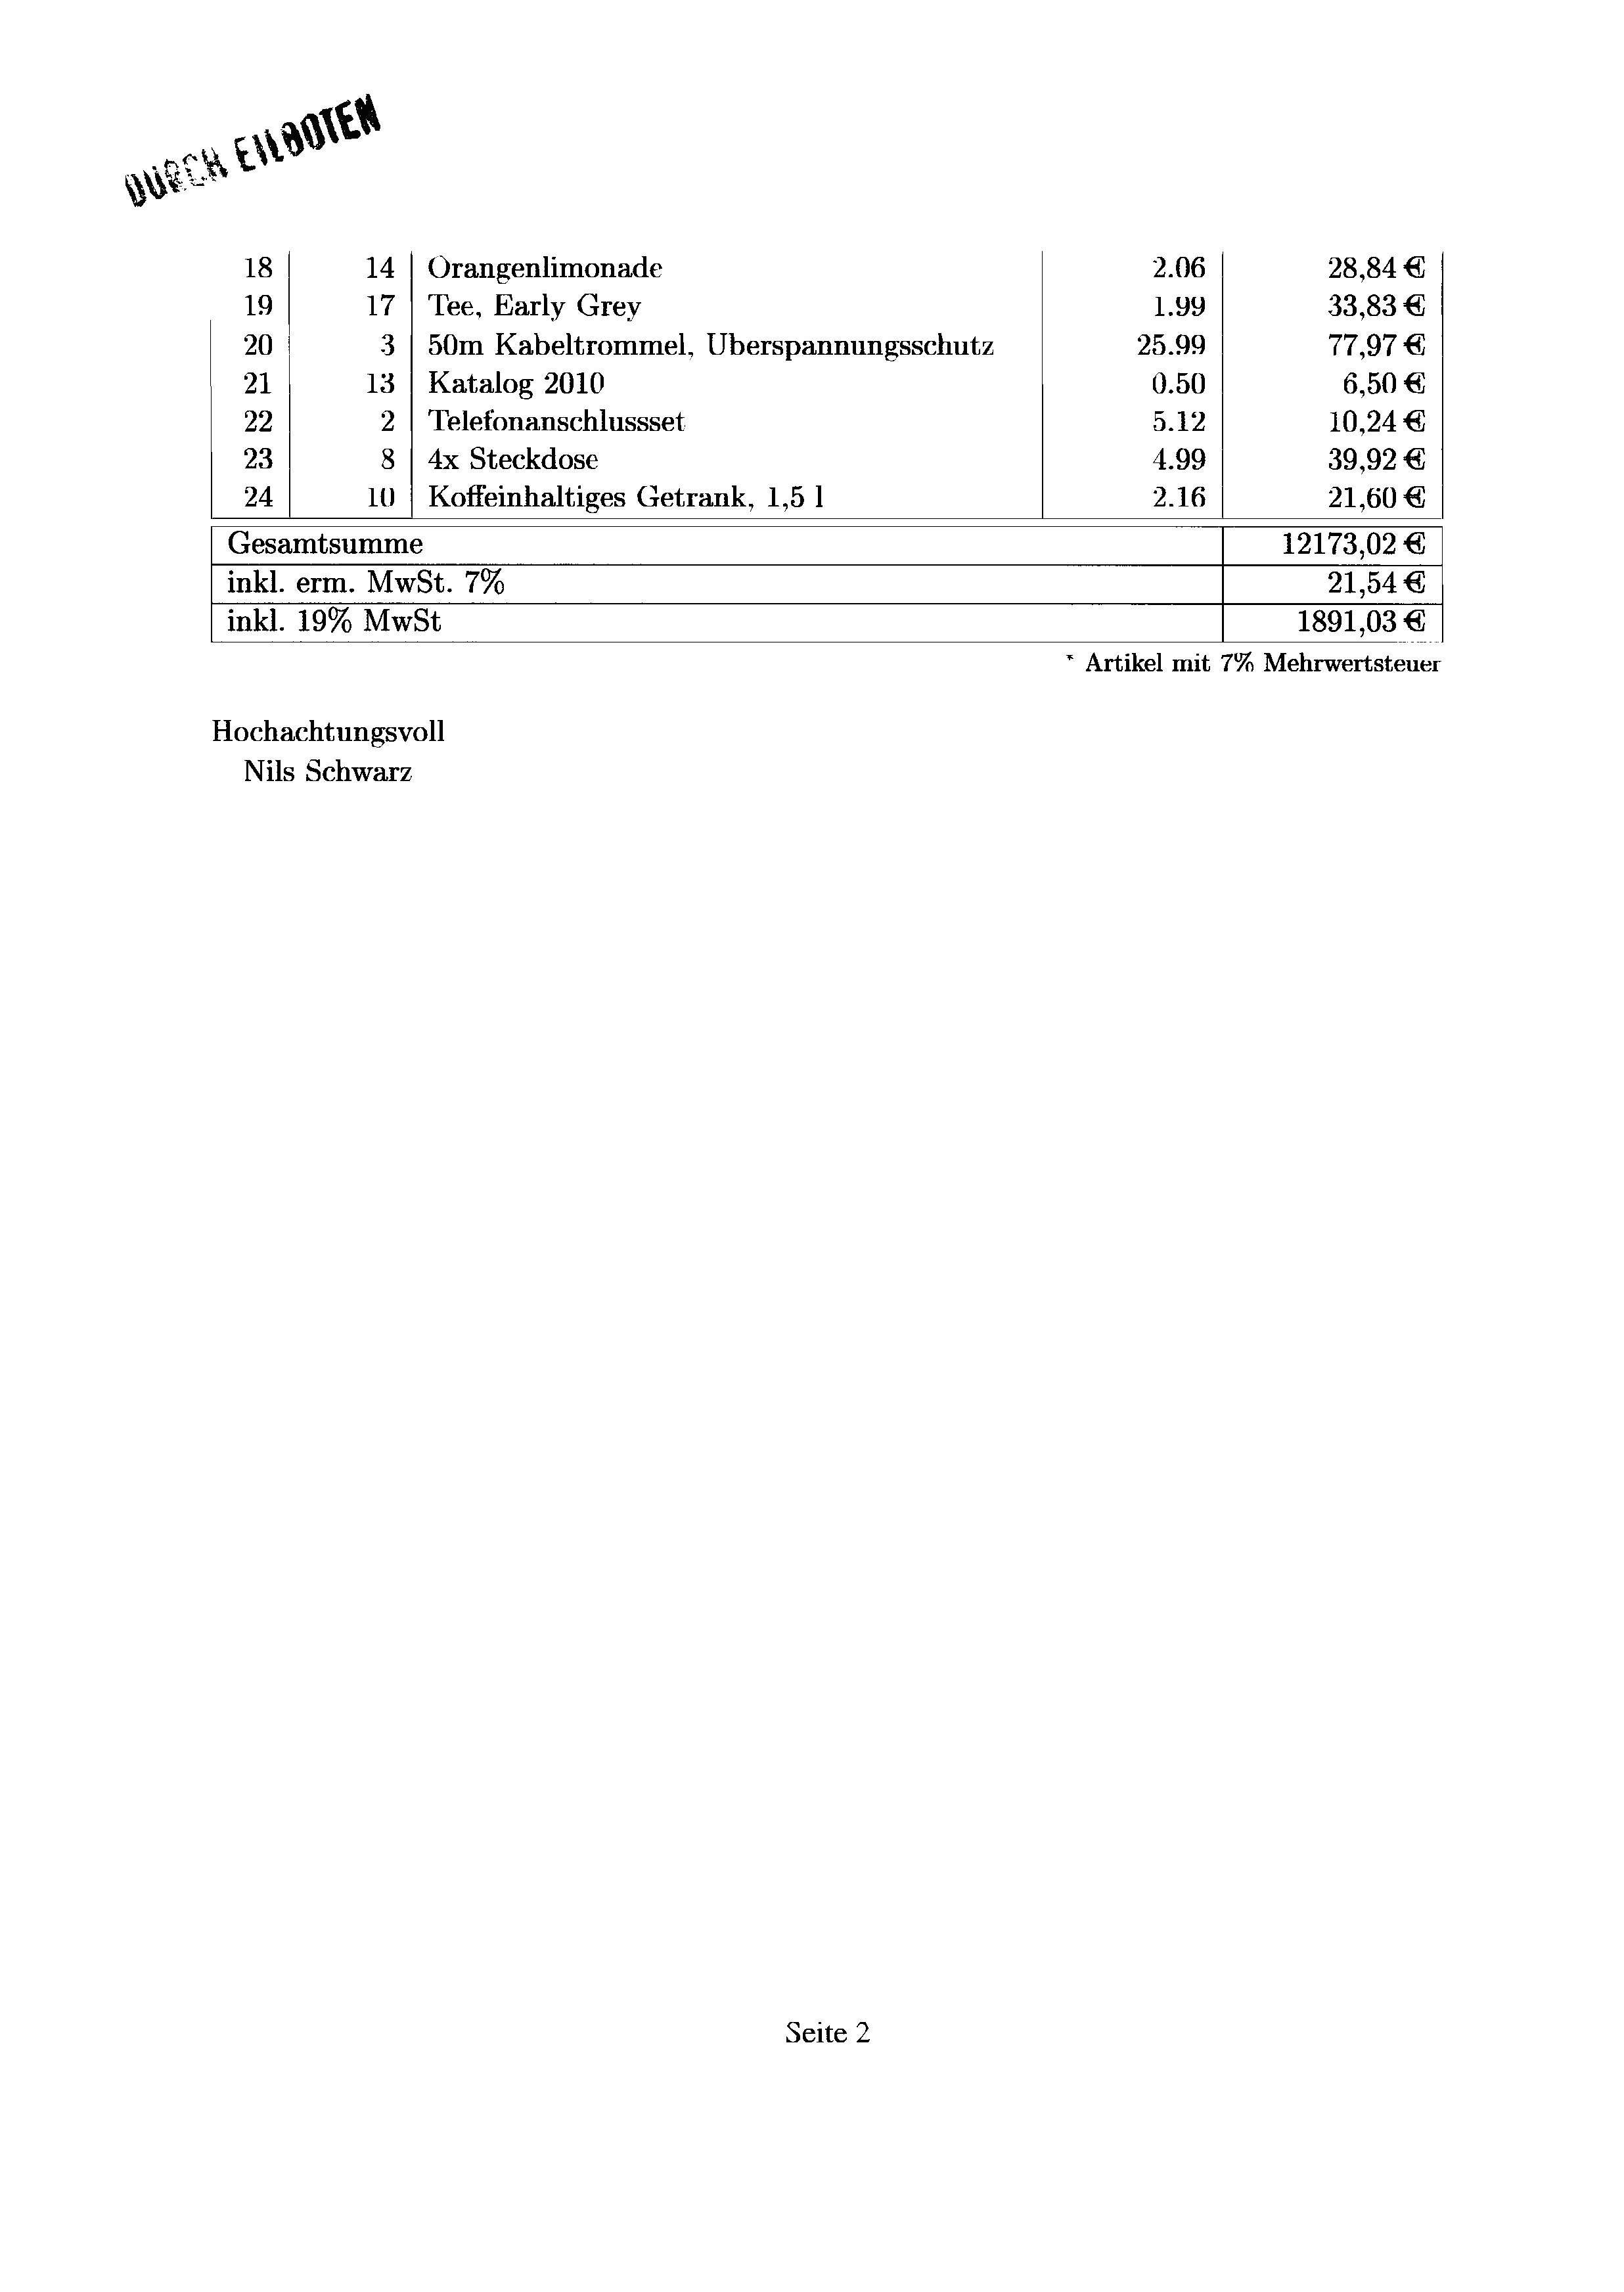 DURCH EILBOTEN
18 14 Orangenlimonade 2.06 28,84 €
19 17 Tee, Early Grey 1.99 33,83 €
20 3 50m Kabeltrommel, Uberspannungsschutz 25.99 77,97 €
21 13 Katalog 2010 0.50 6,50 €
22 2 Telefonanschlussset 5.12 10,24 €
23 8 4x Steckdose 4.99 39,92 €
24 10 Koffeinhaltiges Getrank, 1,5 l 2.16 21,60 €
Gesamtsumme 12173,02 €
inkl. erm. MwSt. 7% 21,54 €
inkl. 19% MwSt 1891,03 €
* Artikel mit 7% Mehrwertsteuer
Hochachtungsvoll
Nils Schwarz
Seite 2